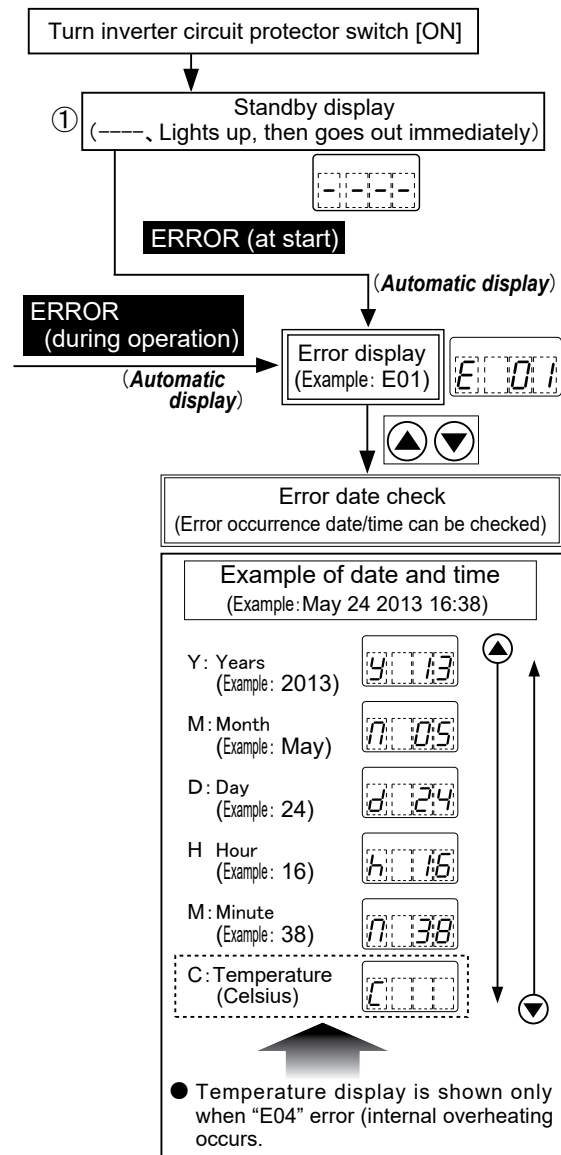 Turn inverter circuit protector switch [ON]
①
Standby display
(----、Lights up, then goes out immediately)
----
ERROR (at start)
(Automatic display)
ERROR
(during operation)
(Automatic
display)
Error display
(Example: E01)
E 01
Error date check
(Error occurrence date/time can be checked)
Example of date and time
(Example:May 24 2013 16:38)
Y: Years
(Example: 2013)
y 13
M:Month
(Example: May)
n 05
D:Day
(Example: 24)
d 24
H Hour
(Example: 16)
h 16
M:Minute
(Example: 38)
n 38
C:Temperature
(Celsius)
C
● Temperature display is shown only
when “E04” error (internal overheating
occurs.